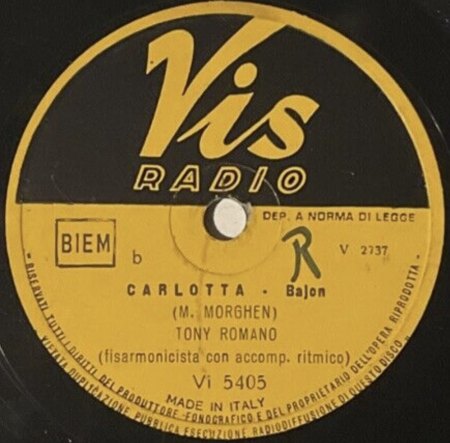 Vis
RADIO
DEP. A NORMA DI LEGGE
BIEM
b
R
V 2737
CARLOTTA - Bajon
(M. MORGHEN)
TONY ROMANO
(fisarmonicista con accomp. ritmico)
Vi 5405
MADE IN ITALY
RISERVATI TUTTI I DIRITTI DEL PRODUTTORE FONOGRAFICO E DEL PROPRIETARIO DELL'OPERA RIPRODOTTA -
VIETATA DUPLICAZIONE PUBBLICA ESECUZIONE RADIODIFFUSIONE DI QUESTO DISCO